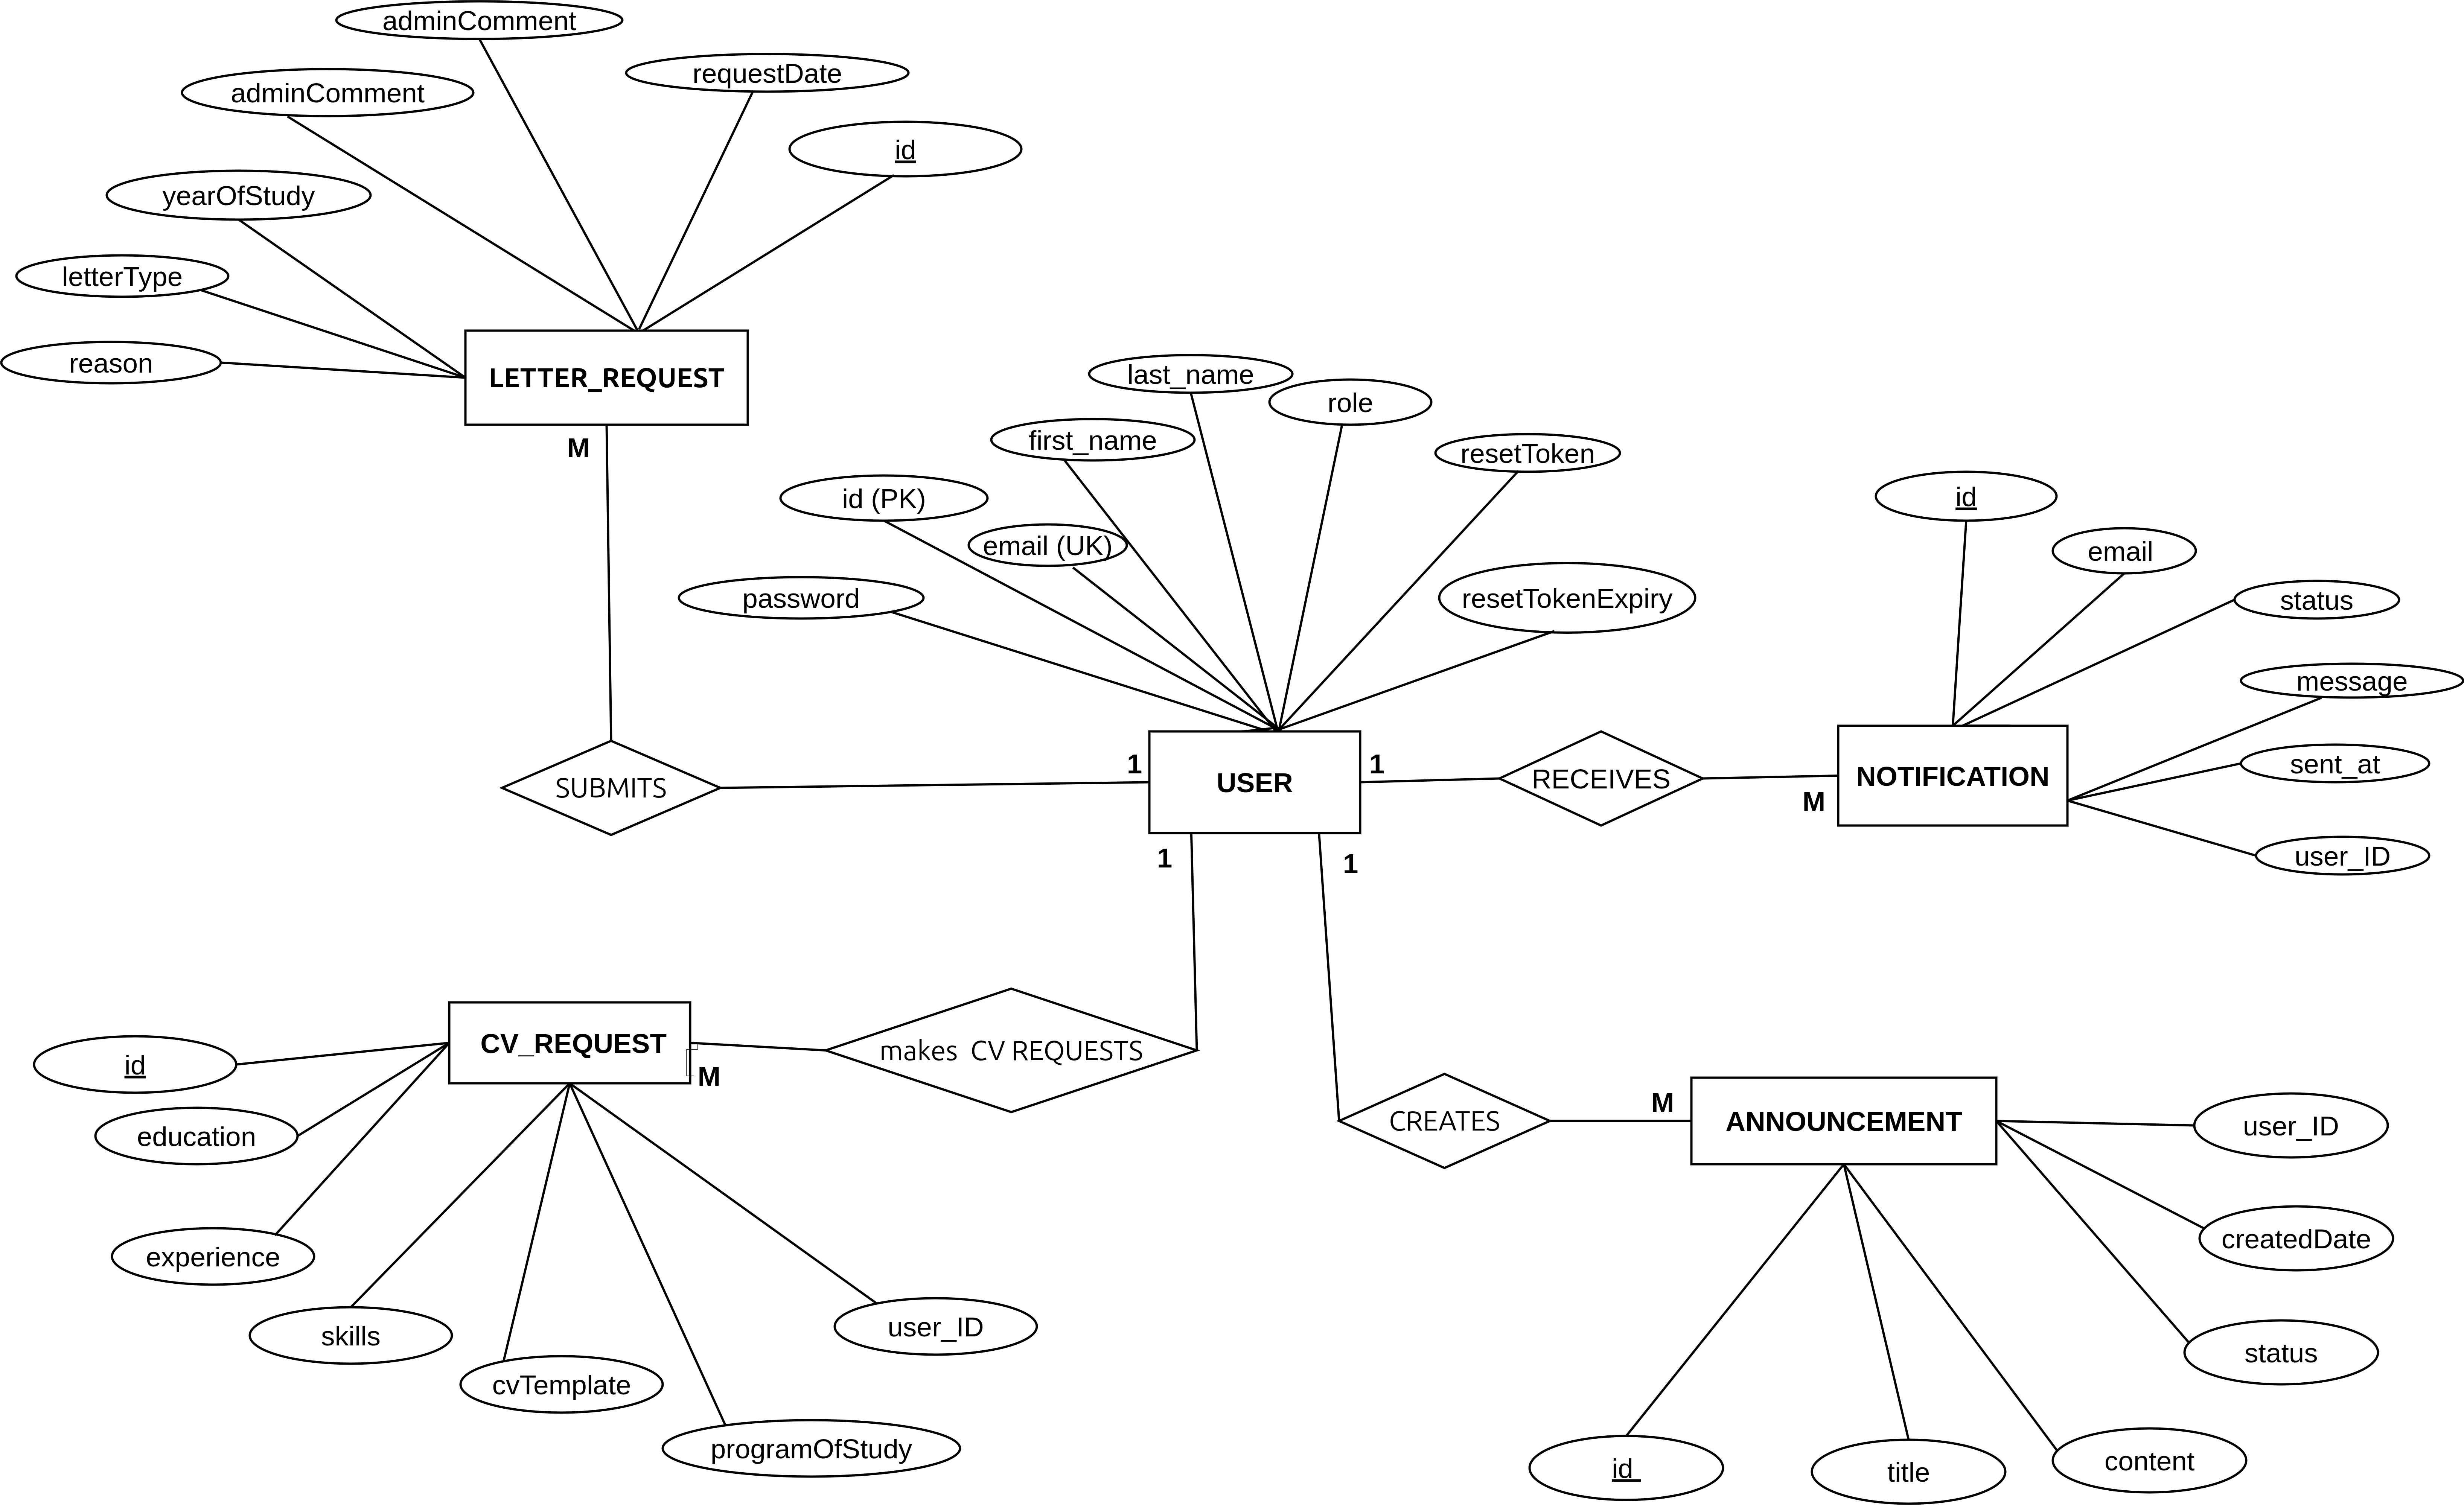 adminComment
requestDate
adminComment
id
yearOfStudy
letterType
reason
LETTER_REQUEST
M
last_name
role
first_name
resetToken
id (PK)
email (UK)
password
resetTokenExpiry
id
email
status
message
sent_at
user_ID
SUBMITS
1
USER
1
RECEIVES
M
NOTIFICATION
1
1
CV_REQUEST
M
makes CV REQUESTS
id
education
experience
skills
cvTemplate
programOfStudy
user_ID
CREATES
M
ANNOUNCEMENT
user_ID
createdDate
status
content
title
id